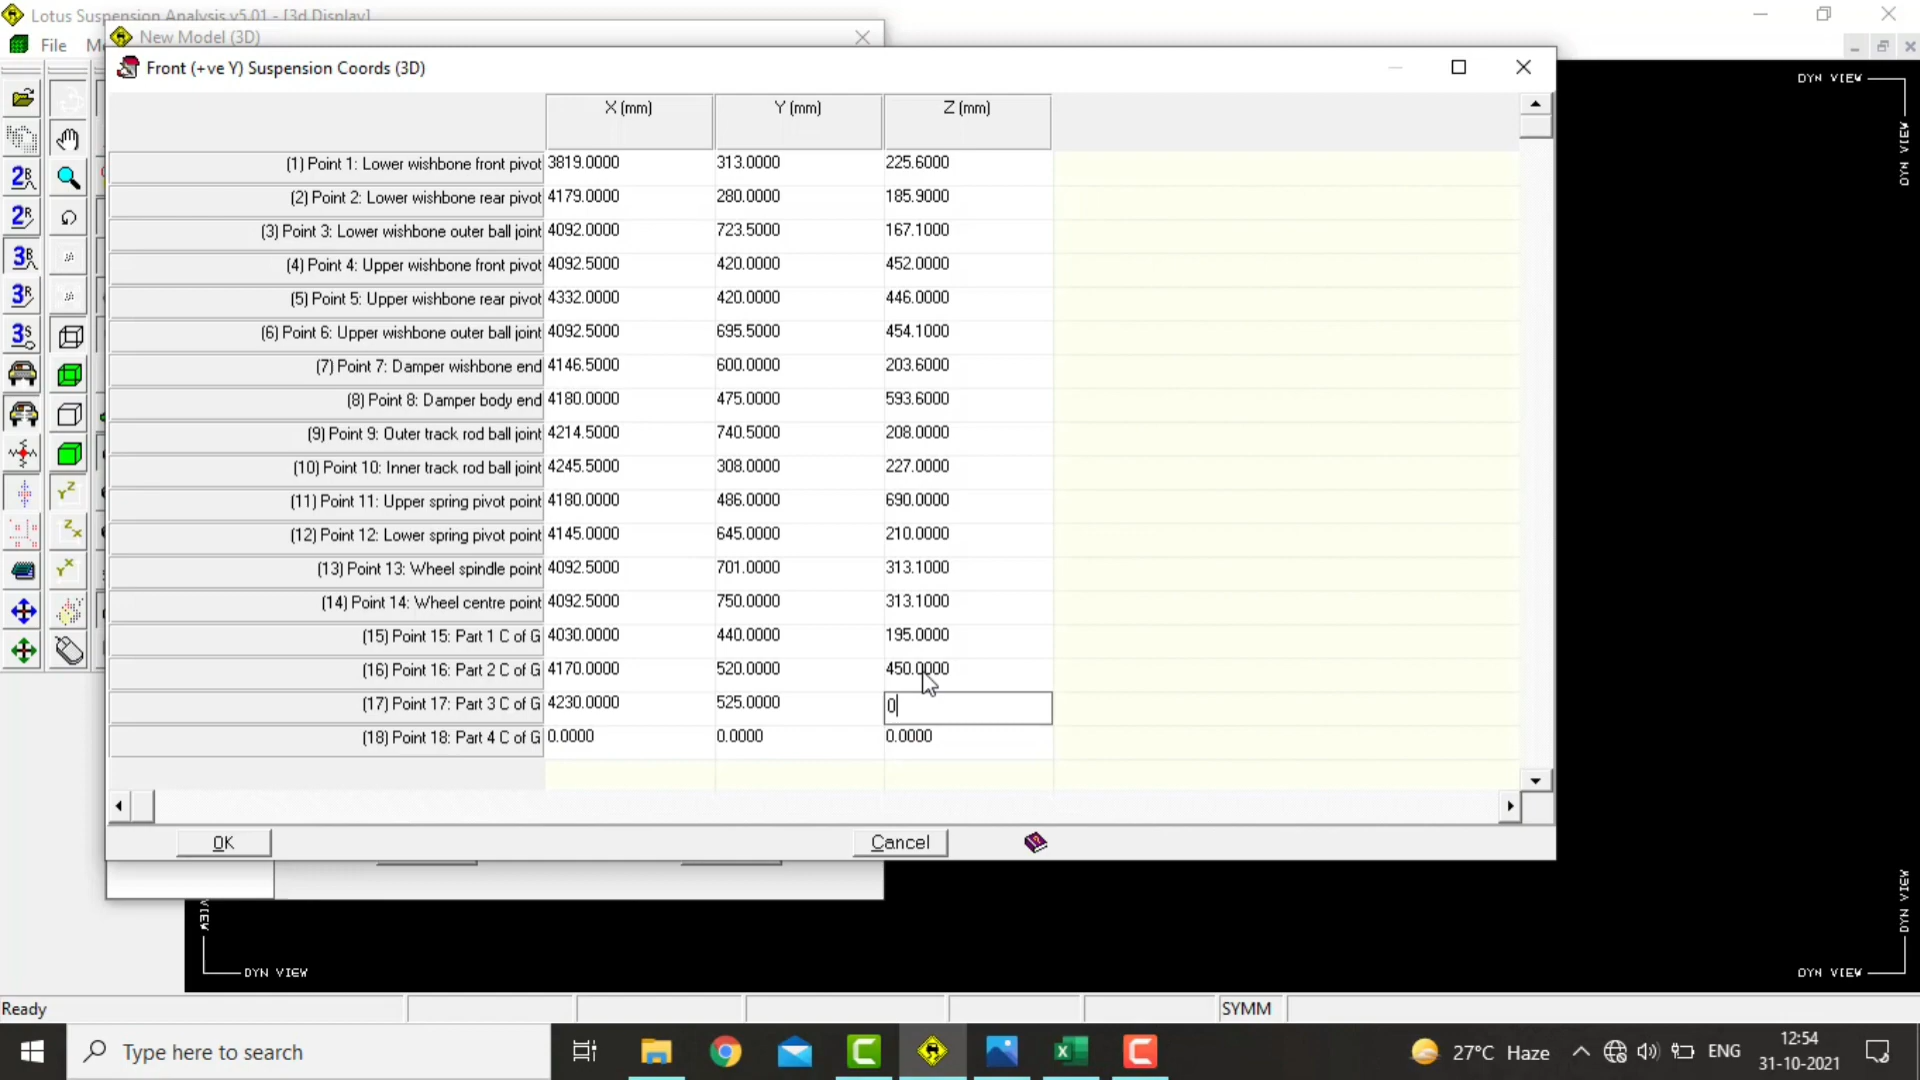 Lotus Suspension Analysis v5.01 - [3d Display]
File
New Model (3D)
Front (+ve Y) Suspension Coords (3D)
X (mm) Y (mm) Z (mm)
(1) Point 1: Lower wishbone front pivot 3819.0000 313.0000 225.6000
(2) Point 2: Lower wishbone rear pivot 4179.0000 280.0000 185.9000
(3) Point 3: Lower wishbone outer ball joint 4092.0000 723.5000 167.1000
(4) Point 4: Upper wishbone front pivot 4092.5000 420.0000 452.0000
(5) Point 5: Upper wishbone rear pivot 4332.0000 420.0000 446.0000
(6) Point 6: Upper wishbone outer ball joint 4092.5000 695.5000 454.1000
(7) Point 7: Damper wishbone end 4146.5000 600.0000 203.6000
(8) Point 8: Damper body end 4180.0000 475.0000 593.6000
(9) Point 9: Outer track rod ball joint 4214.5000 740.5000 208.0000
(10) Point 10: Inner track rod ball joint 4245.5000 308.0000 227.0000
(11) Point 11: Upper spring pivot point 4180.0000 486.0000 690.0000
(12) Point 12: Lower spring pivot point 4145.0000 645.0000 210.0000
(13) Point 13: Wheel spindle point 4092.5000 701.0000 313.1000
(14) Point 14: Wheel centre point 4092.5000 750.0000 313.1000
(15) Point 15: Part 1 C of G 4030.0000 440.0000 195.0000
(16) Point 16: Part 2 C of G 4170.0000 520.0000 450.0000
(17) Point 17: Part 3 C of G 4230.0000 525.0000 0
(18) Point 18: Part 4 C of G 0.0000 0.0000 0.0000
OK Cancel
DYN VIEW
DYN VIEW
DYN VIEW
DYN VIEW
DYN VIEW
Ready SYMM
Type here to search
27°C Haze ENG 12:54
31-10-2021